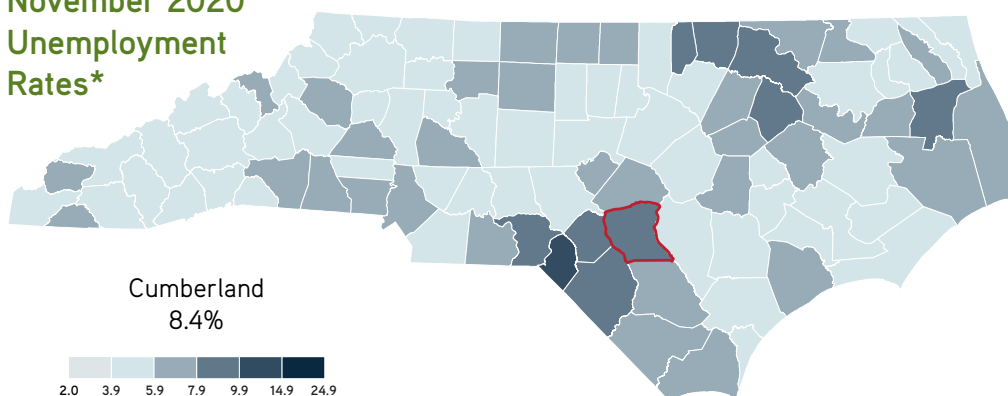 November 2020
Unemployment
Rates*
Cumberland
8.4%
2.0 3.9 5.9 7.9 9.9 14.9 24.9